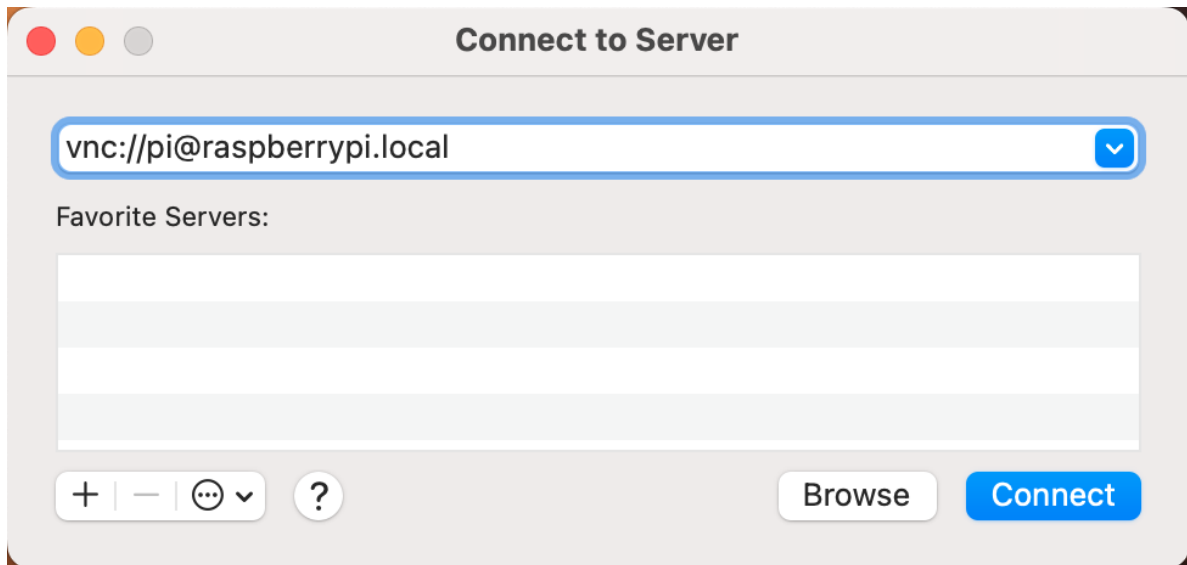 Connect to Server
vnc://pi@raspberrypi.local
Favorite Servers:
?
Browse
Connect